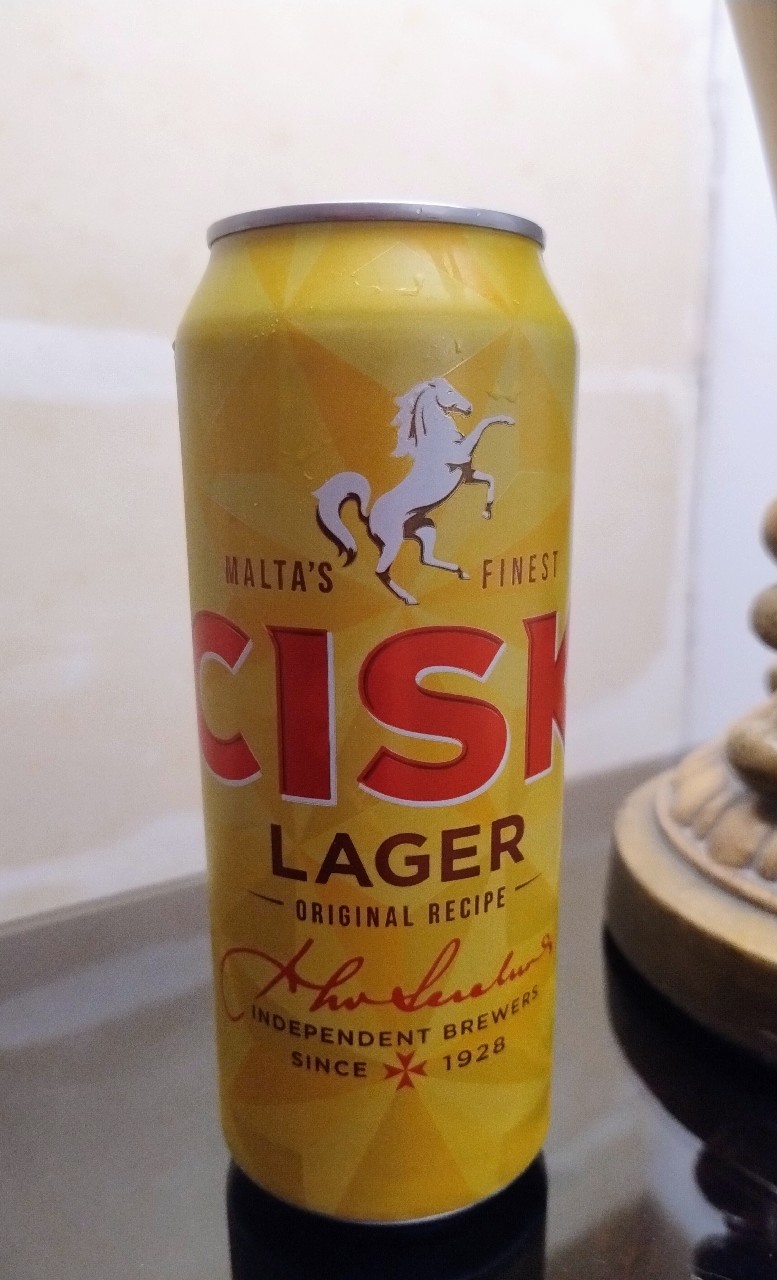 MALTA'S FINEST
CISK
LAGER
ORIGINAL RECIPE
INDEPENDENT BREWERS
SINCE 1928